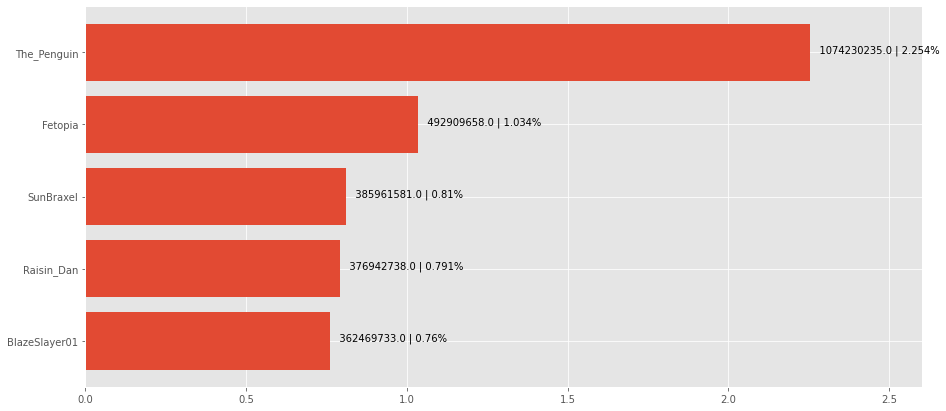 The_Penguin
1074230235.0 | 2.254%
Fetopia
492909658.0 | 1.034%
SunBraxel
385961581.0 | 0.81%
Raisin_Dan
376942738.0 | 0.791%
BlazeSlayer01
362469733.0 | 0.76%
0.0 0.5 1.0 1.5 2.0 2.5